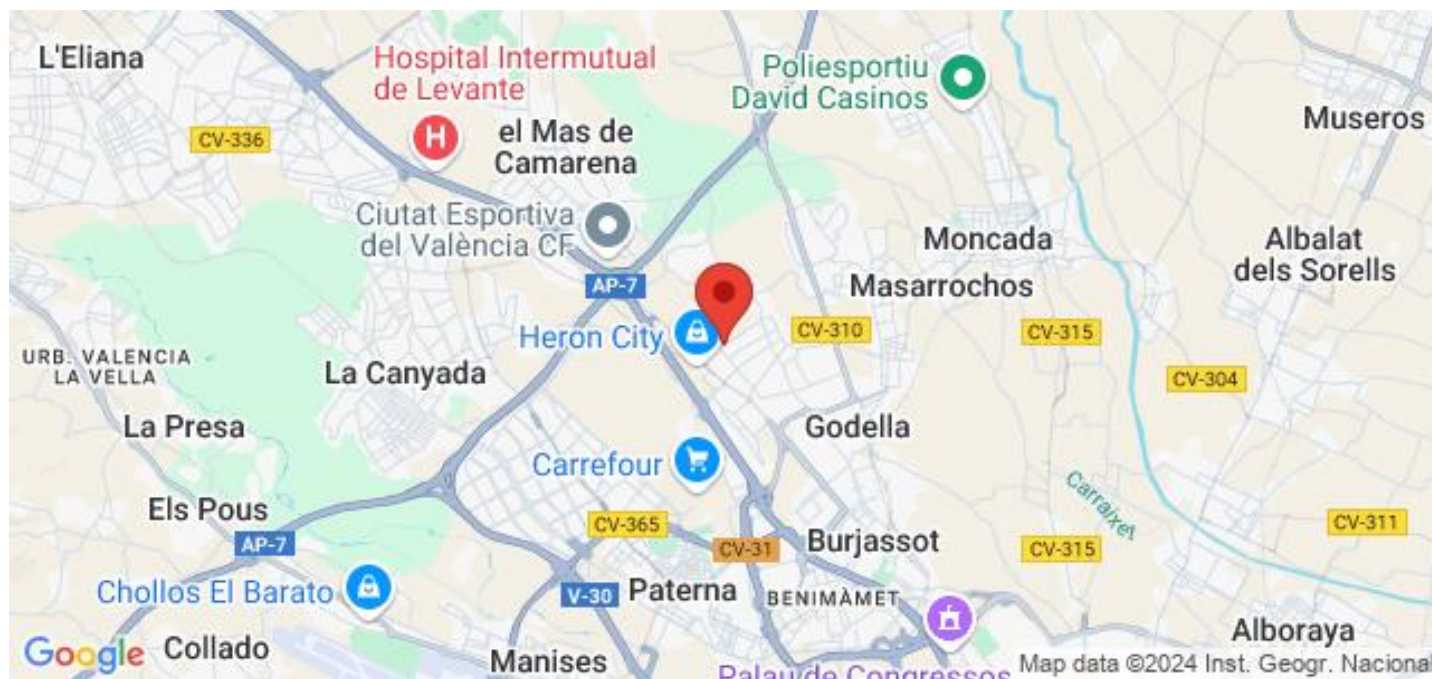 L'Eliana
Hospital Intermutual
de Levante
Poliesportiu
David Casinos
Museros
CV-336
el Mas de
Camarena
Ciutat Esportiva
del València CF
Moncada
Albalat
dels Sorells
AP-7
Masarrochos
Heron City
CV-310
CV-315
URB. VALENCIA
LA VELLA
La Canyada
CV-304
La Presa
Godella
Carrefour
Carraixet
Els Pous
CV-365
CV-311
AP-7
CV-31
Burjassot
CV-315
Chollos El Barato
V-30
Paterna
BENIMÀMET
Alboraya
Google
Collado
Manises
Palau de Congressos
Map data ©2024 Inst. Geogr. Nacional